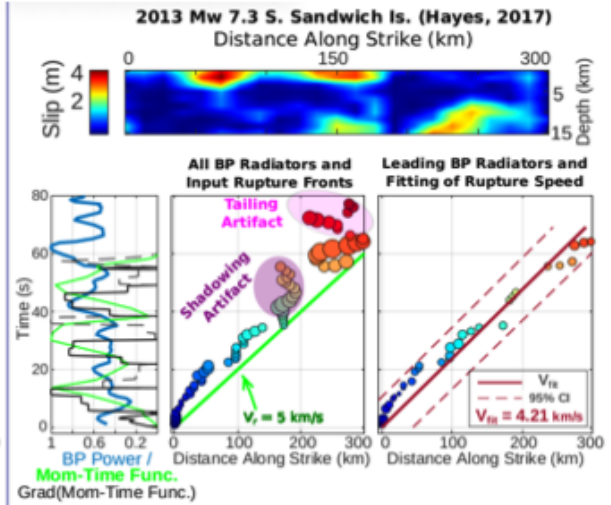 2013 Mw 7.3 S. Sandwich Is. (Hayes, 2017)
Distance Along Strike (km)
0 150 300
Slip (m)
4
2
5
15
Depth (km)
All BP Radiators and
Input Rupture Fronts
Leading BP Radiators and
Fitting of Rupture Speed
Time (s)
80
60
40
20
0
Tailing
Artifact
Shadowing
Artifact
Vr = 5 km/s
Vfit
95% CI
Vfit = 4.21 km/s
1 0.6 0.2
0 100 200 300
0 100 200 300
BP Power /
Mom-Time Func.
Grad(Mom-Time Func.)
Distance Along Strike (km)
Distance Along Strike (km)